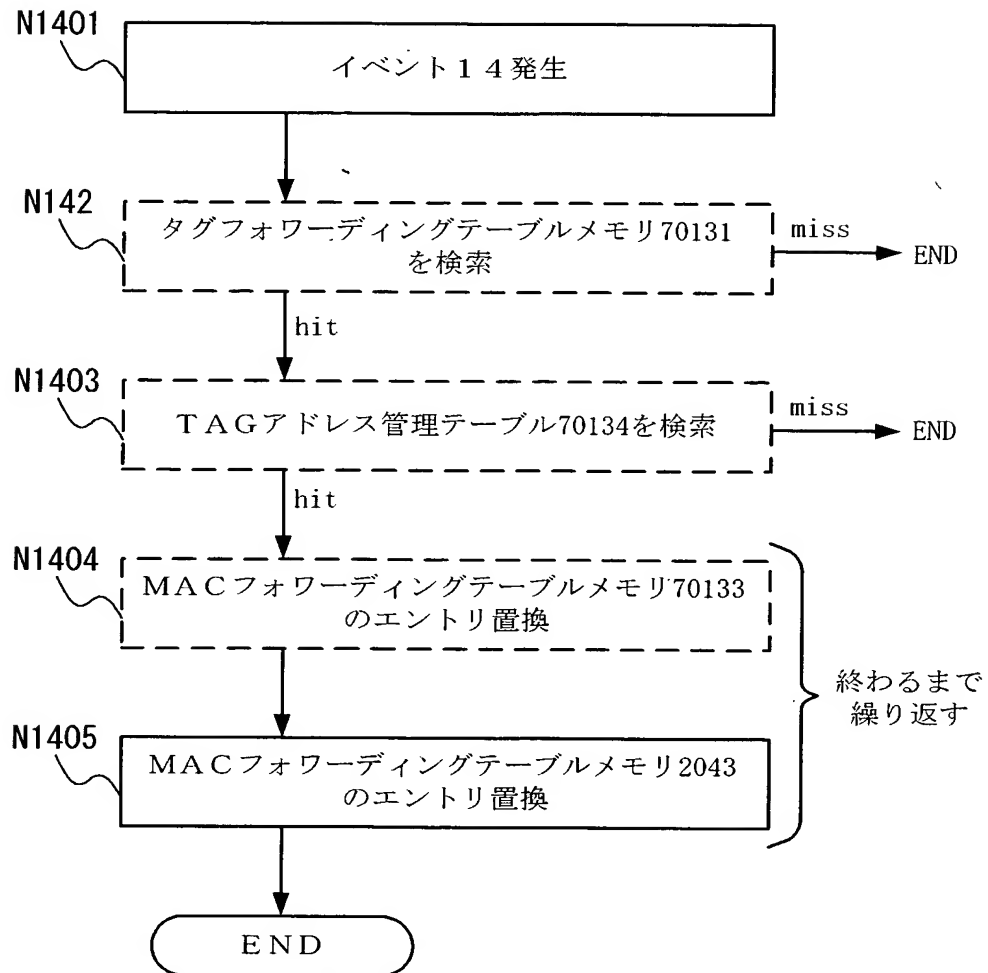 N1401
イベント１４発生
N142
タグフォワーディングテーブルメモリ70131
を検索
miss
END
hit
N1403
ＴＡＧアドレス管理テーブル70134を検索
miss
END
hit
N1404
ＭＡＣフォワーディングテーブルメモリ70133
のエントリ置換
終わるまで
繰り返す
N1405
ＭＡＣフォワーディングテーブルメモリ2043
のエントリ置換
END